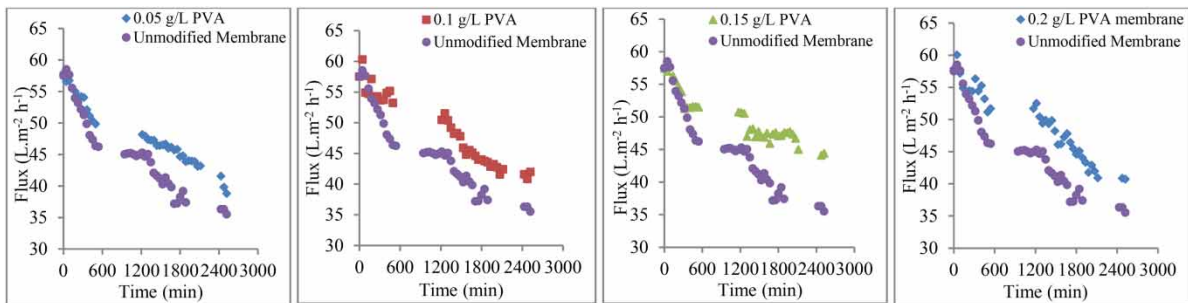 0.05 g/L PVA
Unmodified Membrane
65
60
55
50
45
40
35
30
Flux (L.m⁻² h⁻¹)
0 600 1200 1800 2400 3000
Time (min)
0.1 g/L PVA
Unmodified Membrane
65
60
55
50
45
40
35
30
Flux (L.m⁻² h⁻¹)
0 600 1200 1800 2400 3000
Time (min)
0.15 g/L PVA
Unmodified Membrane
65
60
55
50
45
40
35
30
Flux (L.m⁻² h⁻¹)
0 600 1200 1800 2400 3000
Time (min)
0.2 g/L PVA membrane
Unmodified Membrane
65
60
55
50
45
40
35
30
Flux (L m⁻² h⁻¹)
0 600 1200 1800 2400 3000
Time (min)